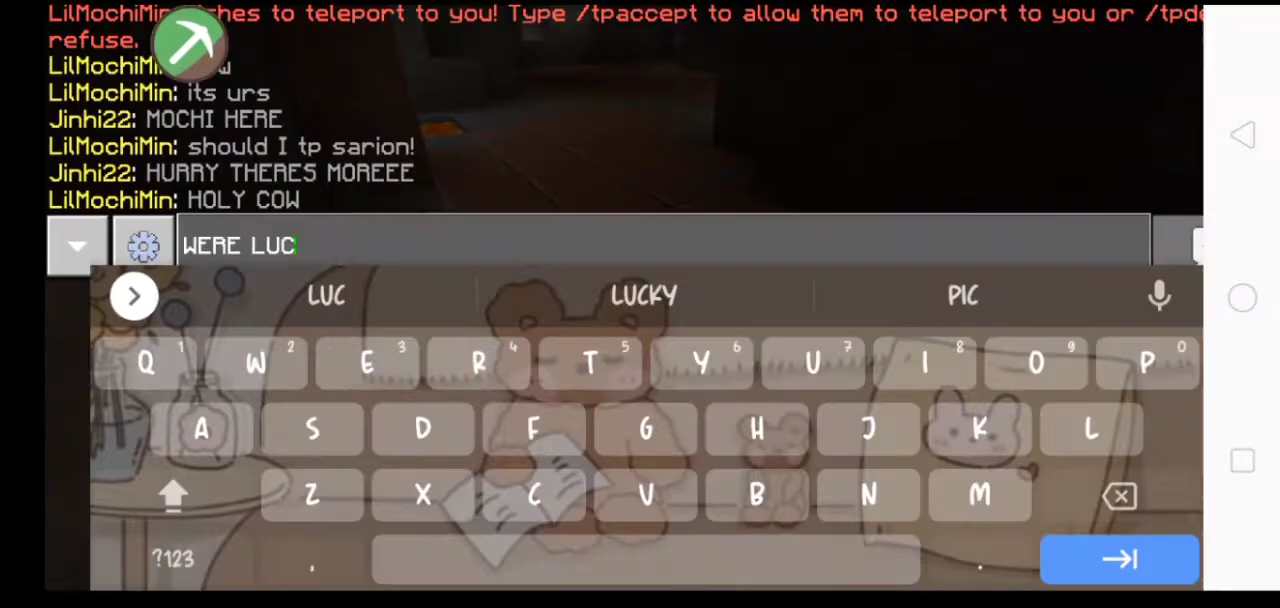 LilMochiMin wishes to teleport to you! Type /tpaccept to allow them to teleport to you or /tpde
refuse.
LilMochiMi
LilMochiMin: its urs
Jinhi22: MOCHI HERE
LilMochiMin: should I tp sarion!
Jinhi22: HURRY THERES MOREEE
LilMochiMin: HOLY COW
WERE LUC
LUC LUCKY PIC
Q 1 W 2 E 3 R 4 T 5 Y 6 U 7 I 8 O 9 P 0
A S D F G H J K L
Z X C V B N M
?123 , .